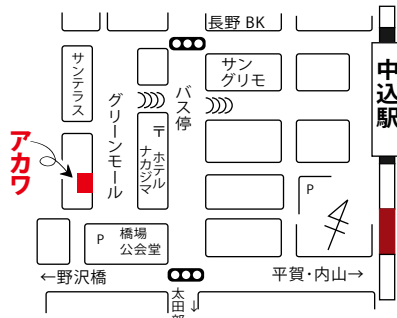 長野 BK
サンテラス
グリーンモール
バス停
サン
グリモ
中込駅
〒
ホテル
ナカジマ
アカワ
P
橋場
公会堂
P
←野沢橋
平賀・内山→
太田部↓